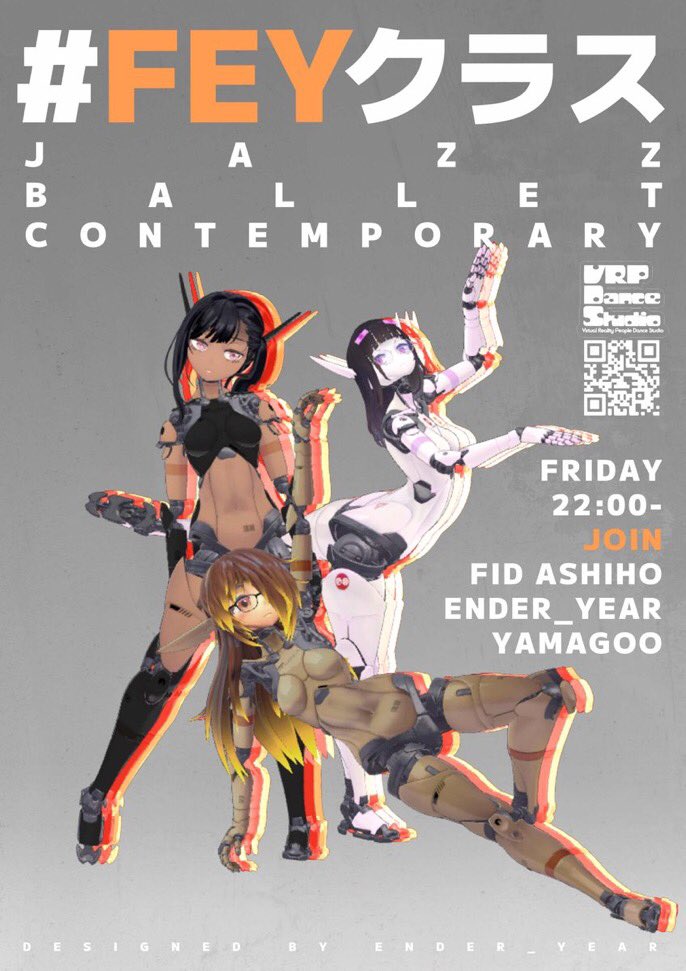 #FEYクラス
JAZZ
BALLET
CONTEMPORARY
VRP
Dance
Studio
Virtual Reality People Dance Studio
FRIDAY
22:00-
JOIN
FID ASHIHO
ENDER_YEAR
YAMAGOO
DESIGNED BY ENDER_YEAR